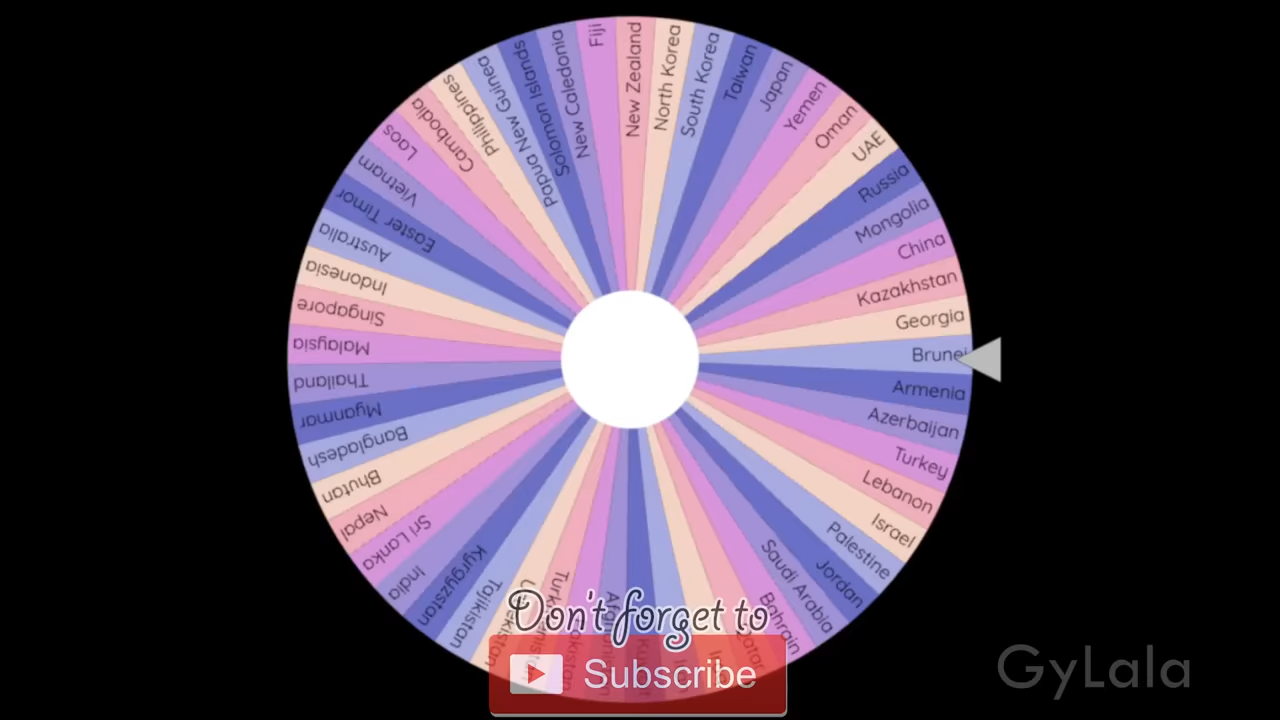 New Zealand
North Korea
South Korea
Taiwan
Japan
Yemen
Oman
UAE
Russia
Mongolia
China
Kazakhstan
Georgia
Brunei
Armenia
Azerbaijan
Turkey
Lebanon
Israel
Palestine
Jordan
Saudi Arabia
Bahrain
Tajikistan
Kyrgyzstan
India
Sri Lanka
Nepal
Bhutan
Bangladesh
Myanmar
Thailand
Malaysia
Singapore
Indonesia
Australia
Easter Timor
Vietnam
Laos
Cambodia
Philippines
Papua New Guinea
Solomon Islands
New Caledonia
Fiji
Don't forget to
Subscribe
GyLala